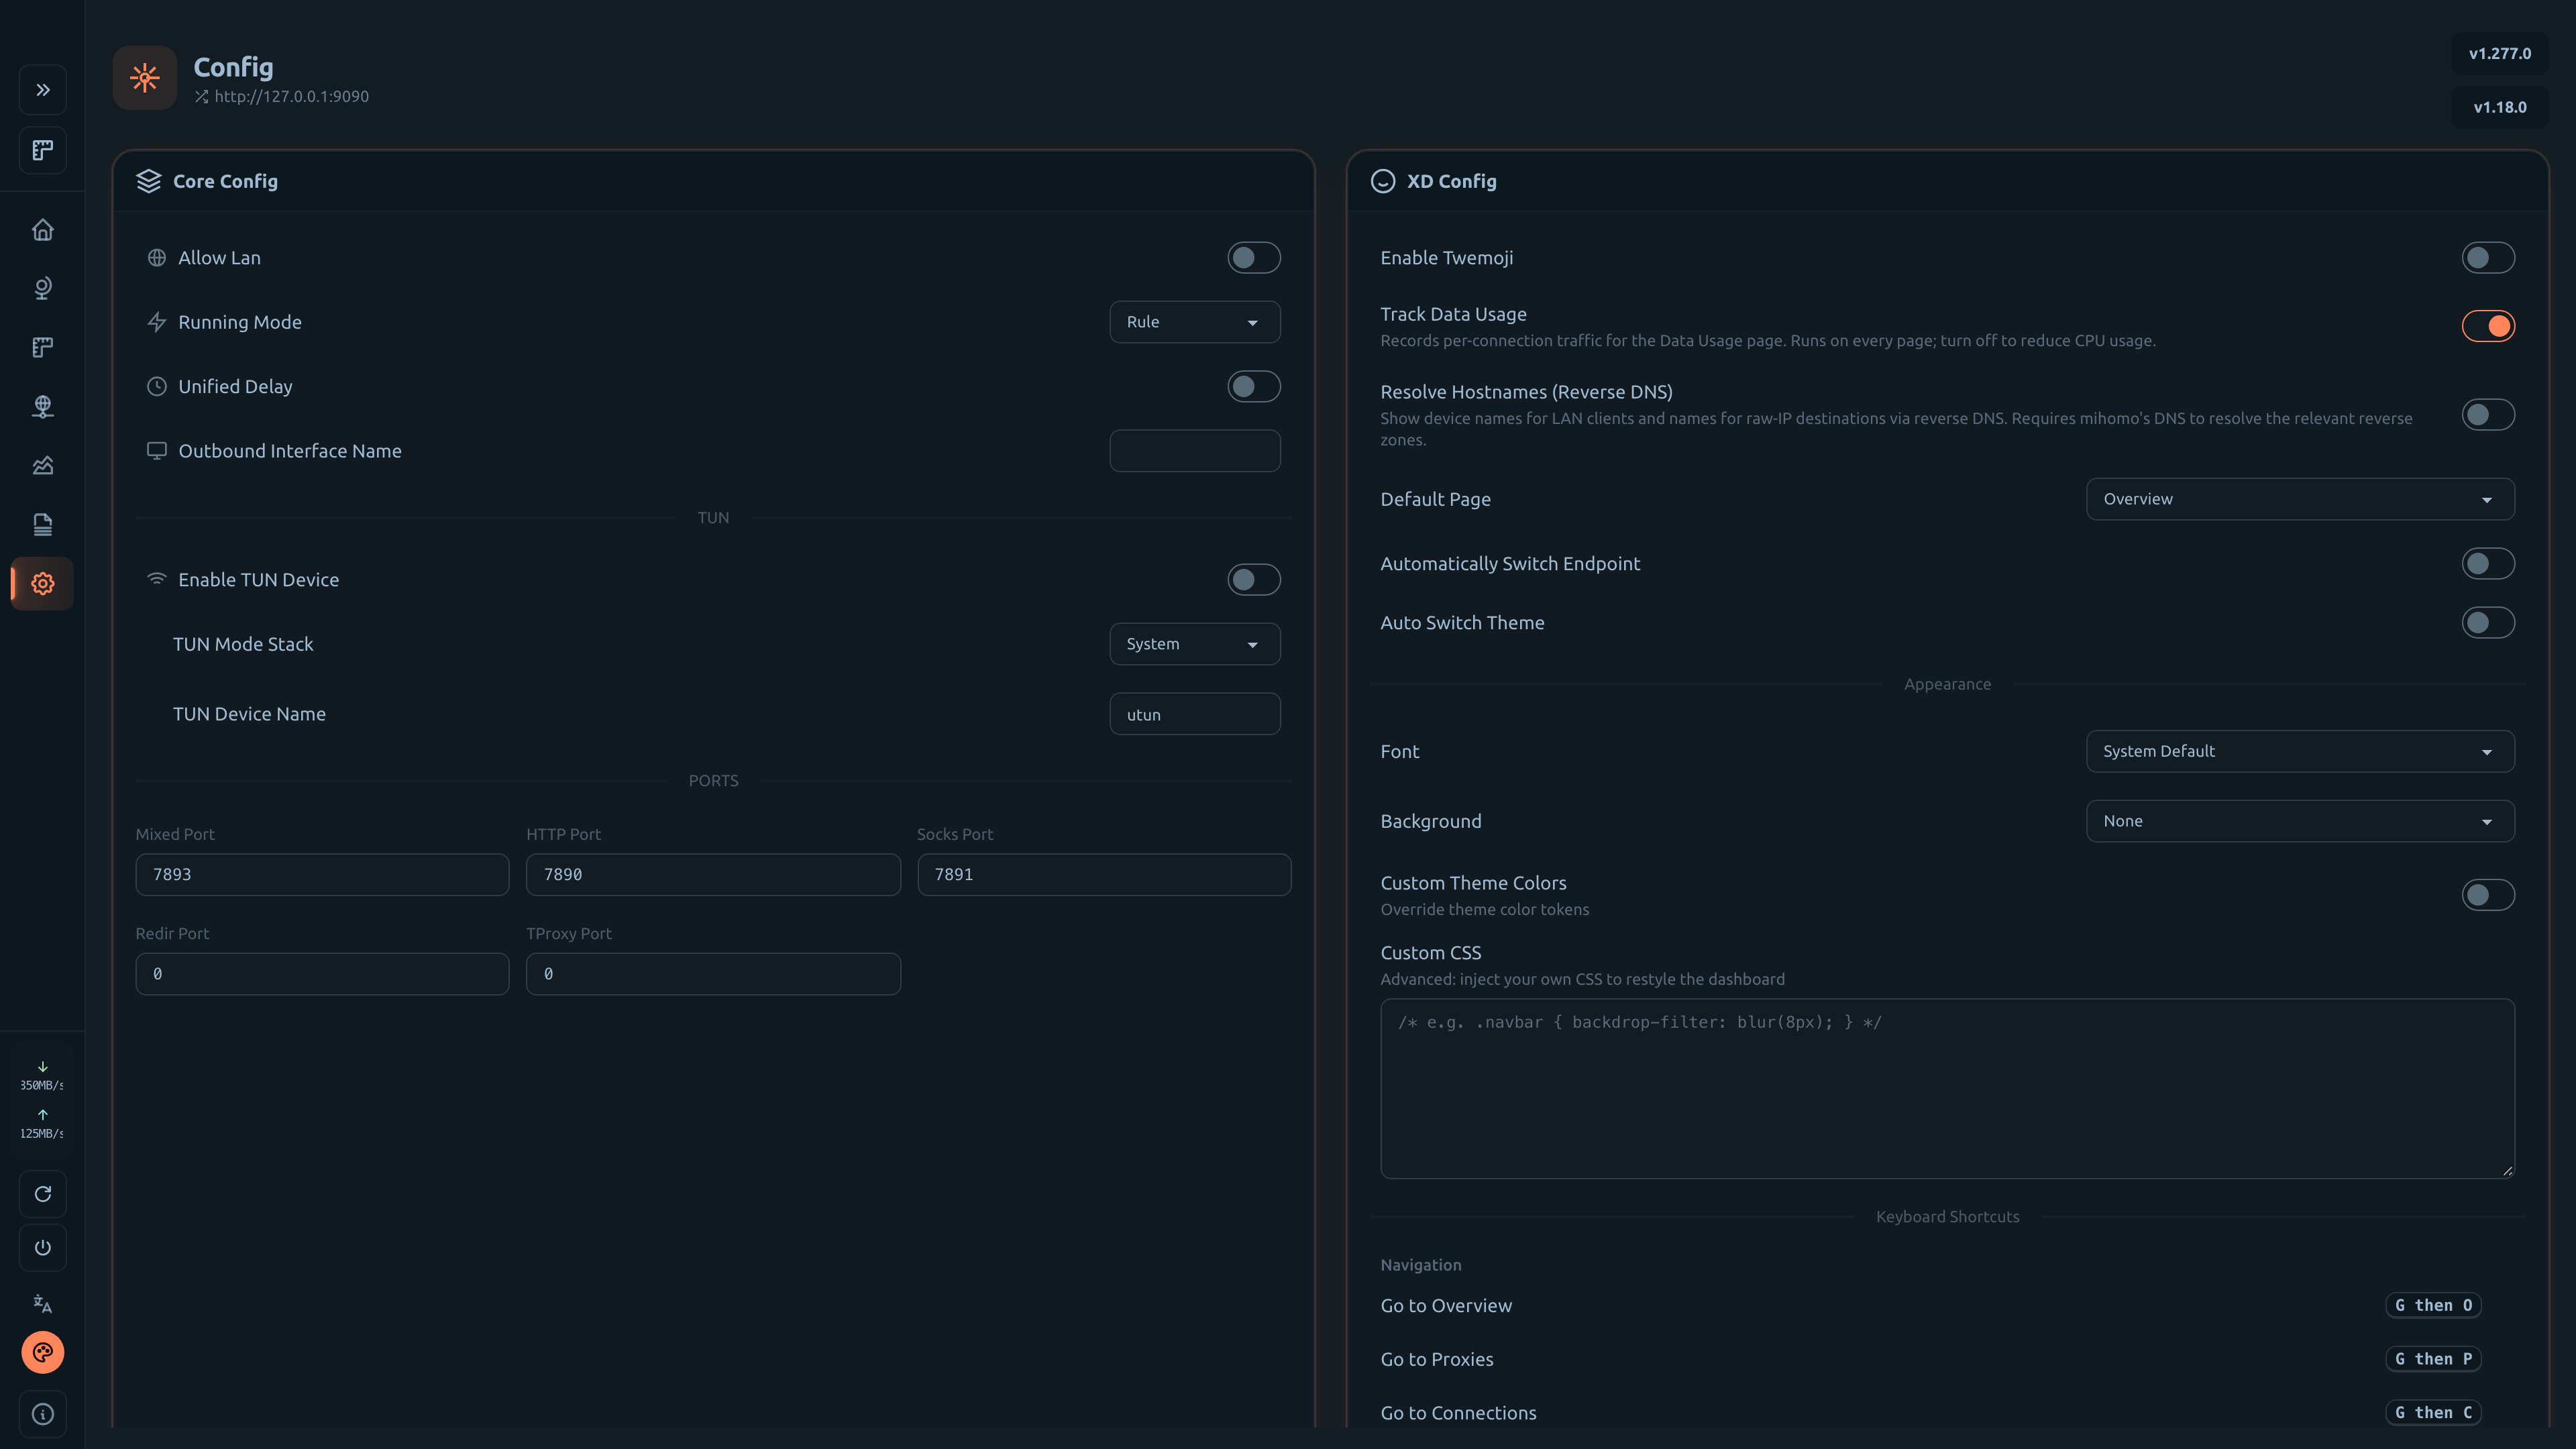 Config
http://127.0.0.1:9090
v1.277.0
v1.18.0
Core Config
Allow Lan
Running Mode
Rule
Unified Delay
Outbound Interface Name
TUN
Enable TUN Device
TUN Mode Stack
System
TUN Device Name
utun
PORTS
Mixed Port
HTTP Port
Socks Port
7893
7890
7891
Redir Port
TProxy Port
0
0
XD Config
Enable Twemoji
Track Data Usage
Records per-connection traffic for the Data Usage page. Runs on every page; turn off to reduce CPU usage.
Resolve Hostnames (Reverse DNS)
Show device names for LAN clients and names for raw-IP destinations via reverse DNS. Requires mihomo's DNS to resolve the relevant reverse
zones.
Default Page
Overview
Automatically Switch Endpoint
Auto Switch Theme
Appearance
Font
System Default
Background
None
Custom Theme Colors
Override theme color tokens
Custom CSS
Advanced: inject your own CSS to restyle the dashboard
/* e.g. .navbar { backdrop-filter: blur(8px); } */
Keyboard Shortcuts
Navigation
Go to Overview
G then O
Go to Proxies
G then P
Go to Connections
G then C
350MB/s
125MB/s